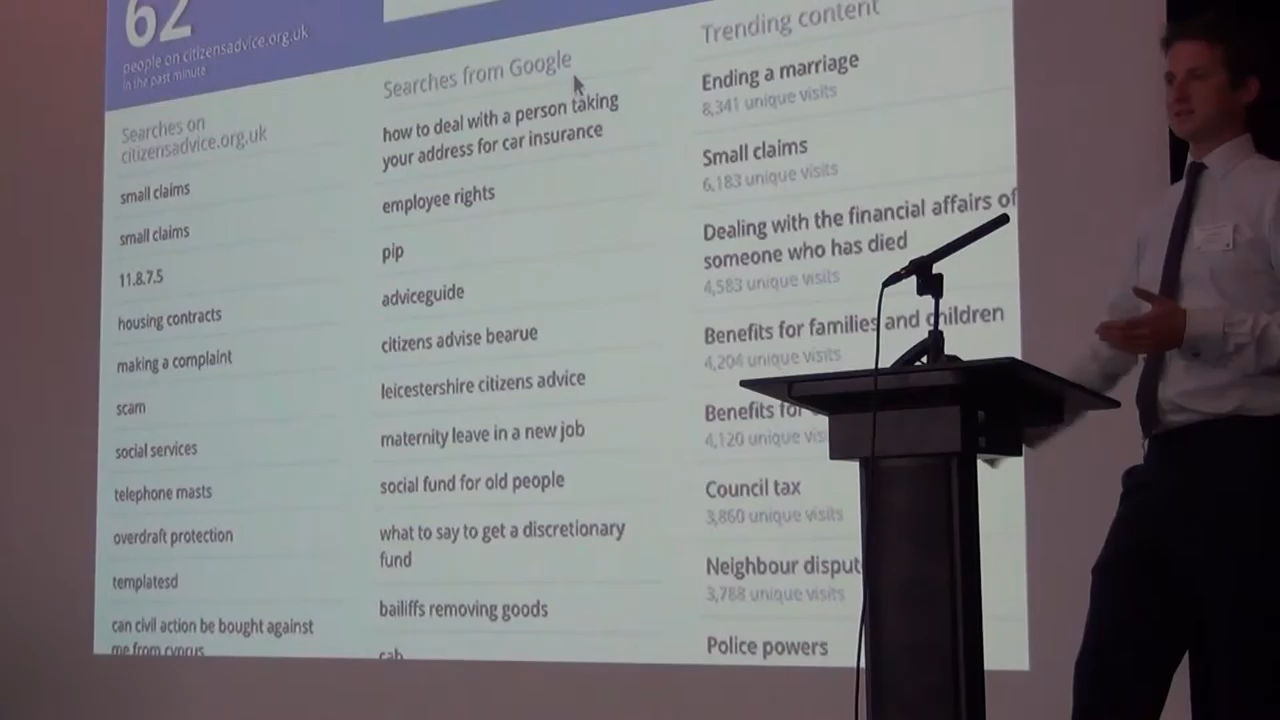 62
people on citizensadvice.org.uk
in the past minute
Searches on
citizensadvice.org.uk
small claims
small claims
11.8.7.5
housing contracts
making a complaint
scam
social services
telephone masts
overdraft protection
templatesd
can civil action be bought against
me from cyprus
Searches from Google
how to deal with a person taking
your address for car insurance
employee rights
pip
adviceguide
citizens advise bearue
leicestershire citizens advice
maternity leave in a new job
social fund for old people
what to say to get a discretionary
fund
bailiffs removing goods
cab
Trending content
Ending a marriage
8,341 unique visits
Small claims
6,183 unique visits
Dealing with the financial affairs of
someone who has died
4,583 unique visits
Benefits for families and children
4,204 unique visits
Benefits for
4,120 unique
Council tax
3,860 unique visits
Neighbour
3,788 unique visits
Police powers